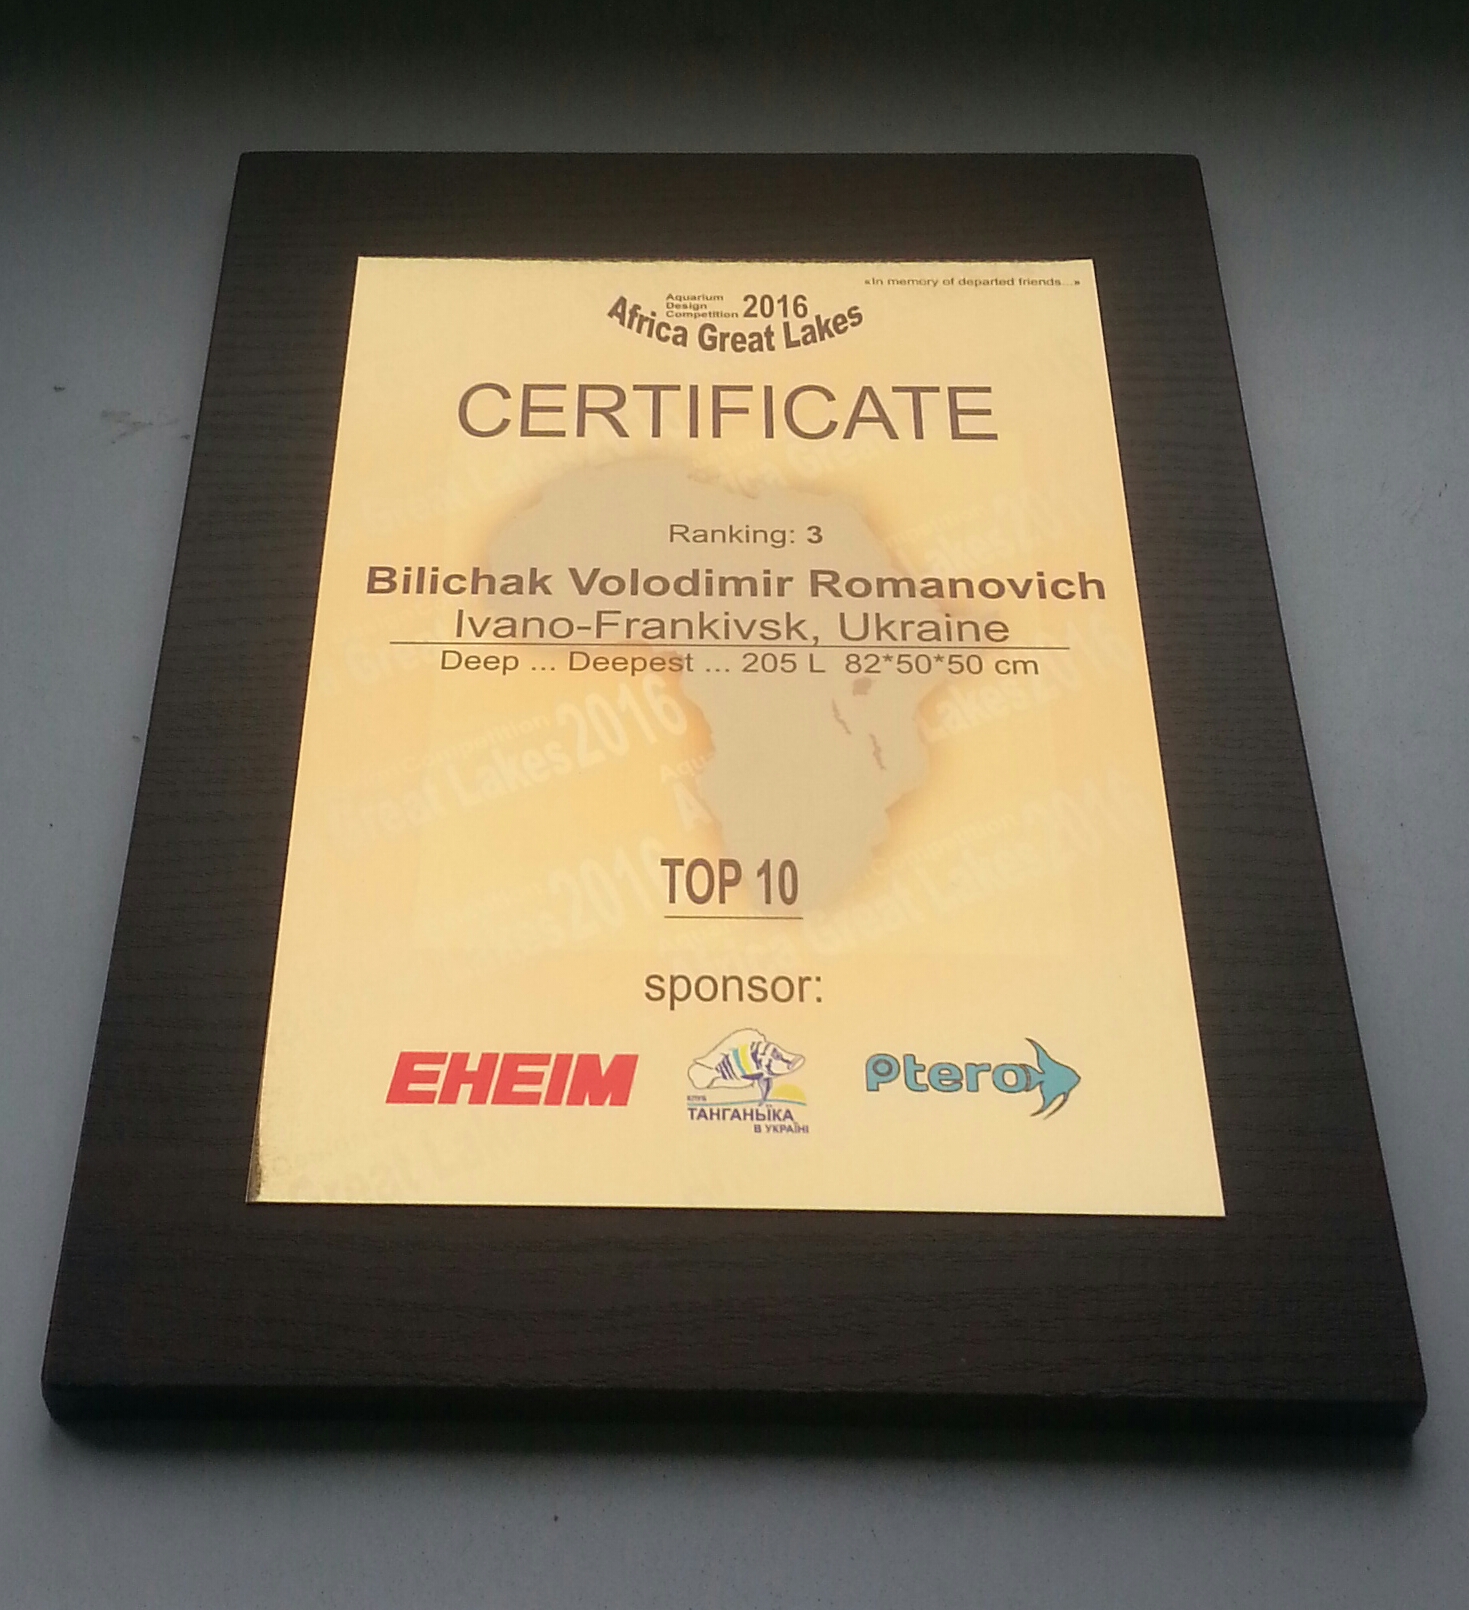 «In memory of departed friends...»
Aquarium
Design
Competition 2016
Africa Great Lakes
CERTIFICATE
Ranking: 3
Bilichak Volodimir Romanovich
Ivano-Frankivsk, Ukraine
Deep ... Deepest ... 205 L 82*50*50 cm
TOP 10
sponsor:
EHEIM
КЛУБ
ТАНГАНЬЇКА
В УКРАЇНІ
Ptero